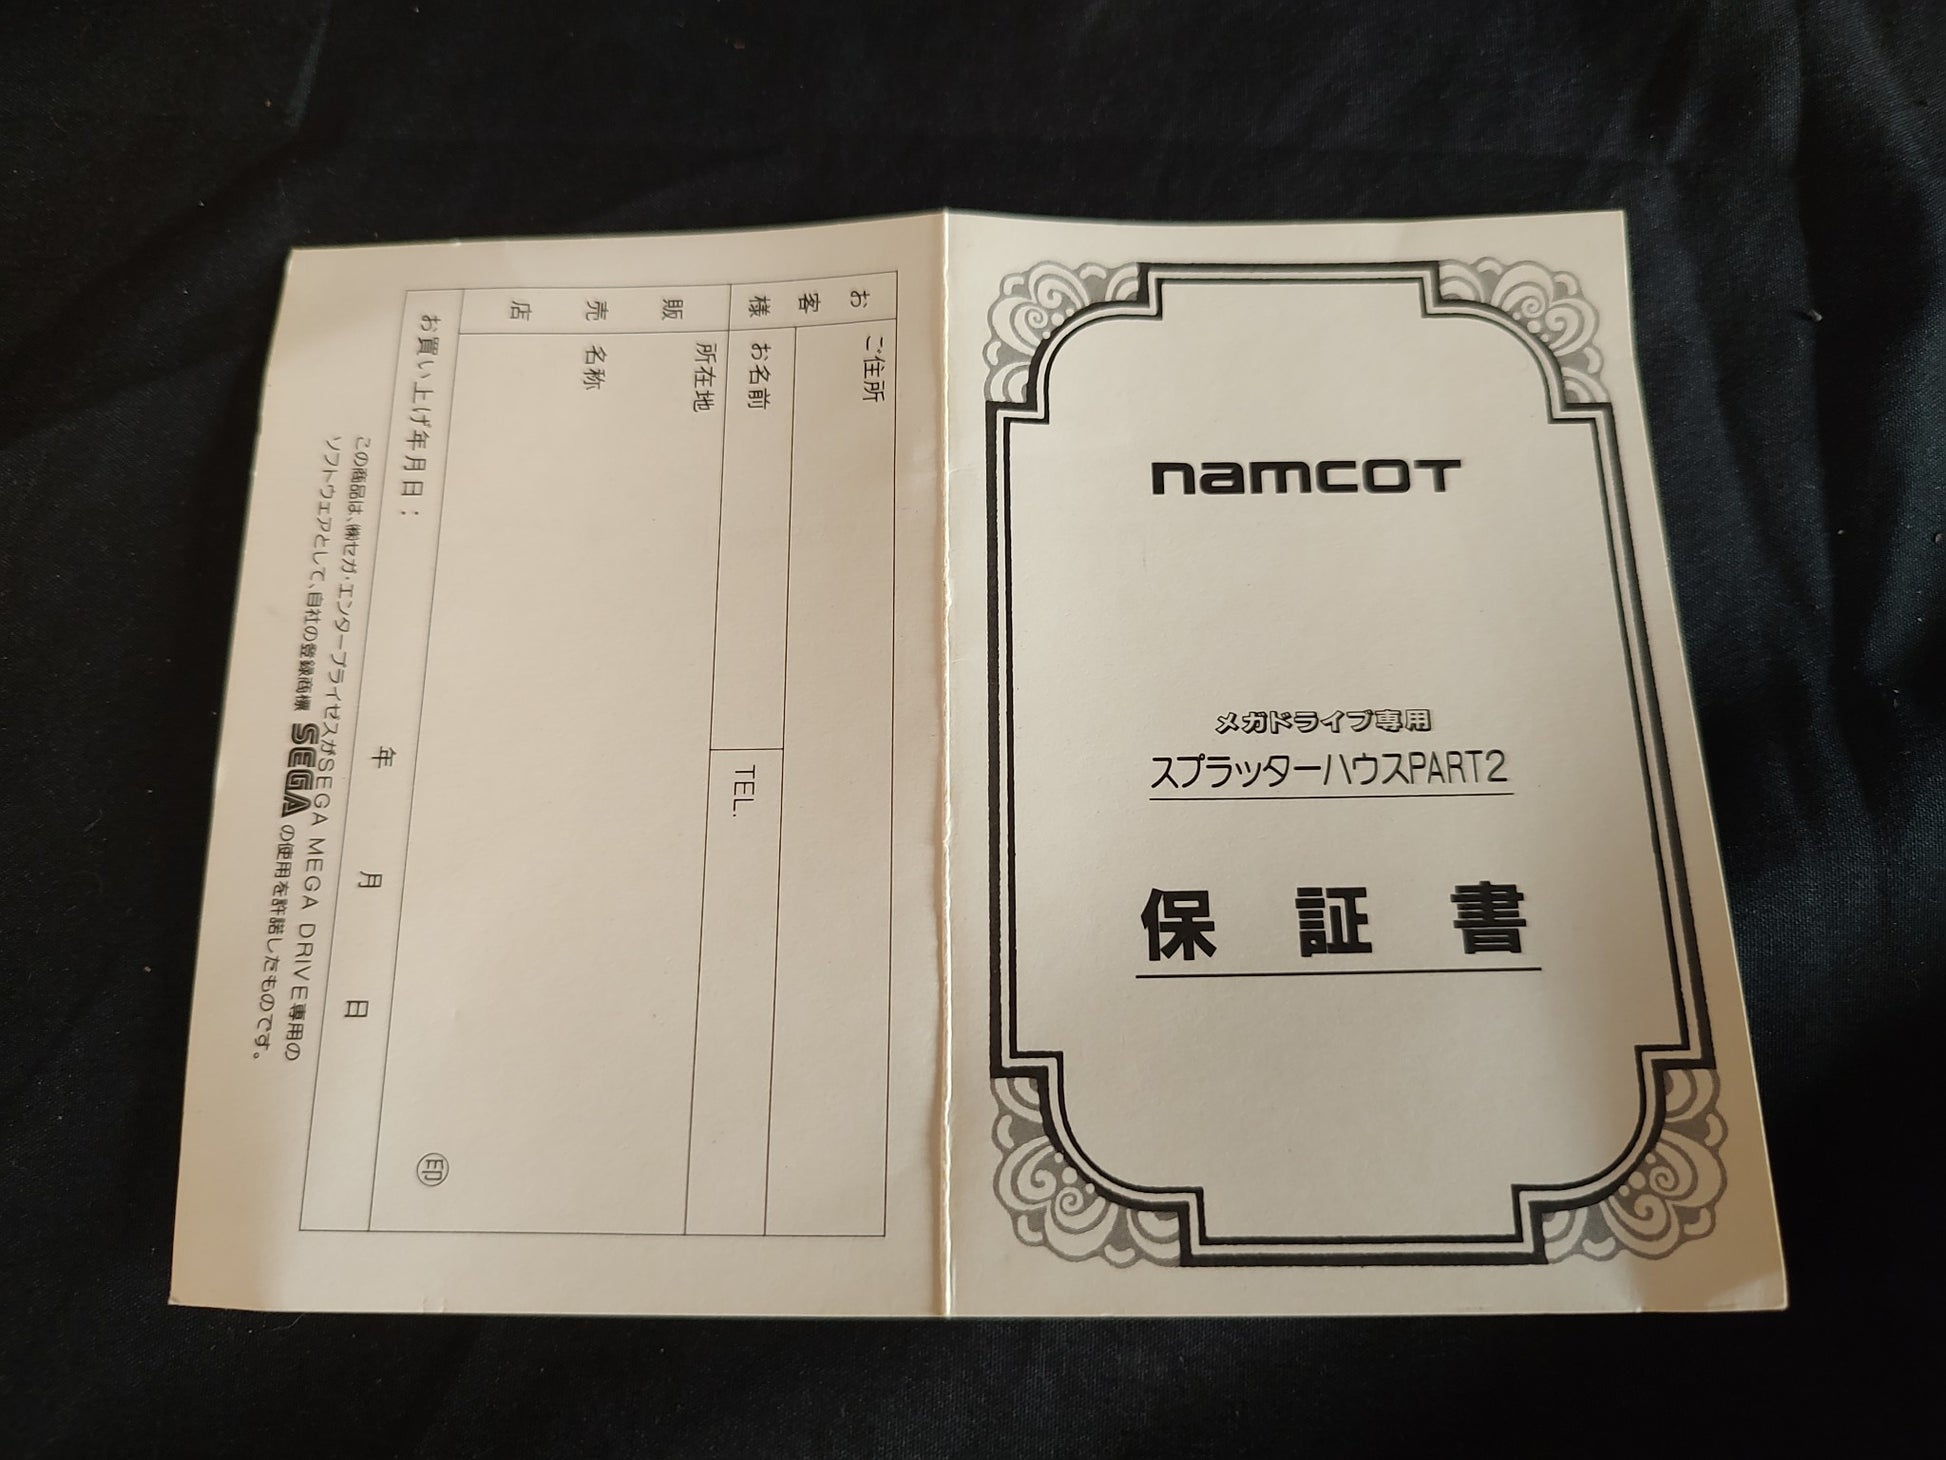 namcoT
メガドライブ専用
スプラッターハウスPART2
保証書
お客様
ご住所
お名前
TEL.
販売店
所在地
名称
印
お買い上げ年月日：
年 月 日
この商品は、㈱セガ・エンタープライゼスがSEGA MEGA DRIVE専用の
ソフトウェアとして、自社の登録商標 SEGA の使用を許諾したものです。